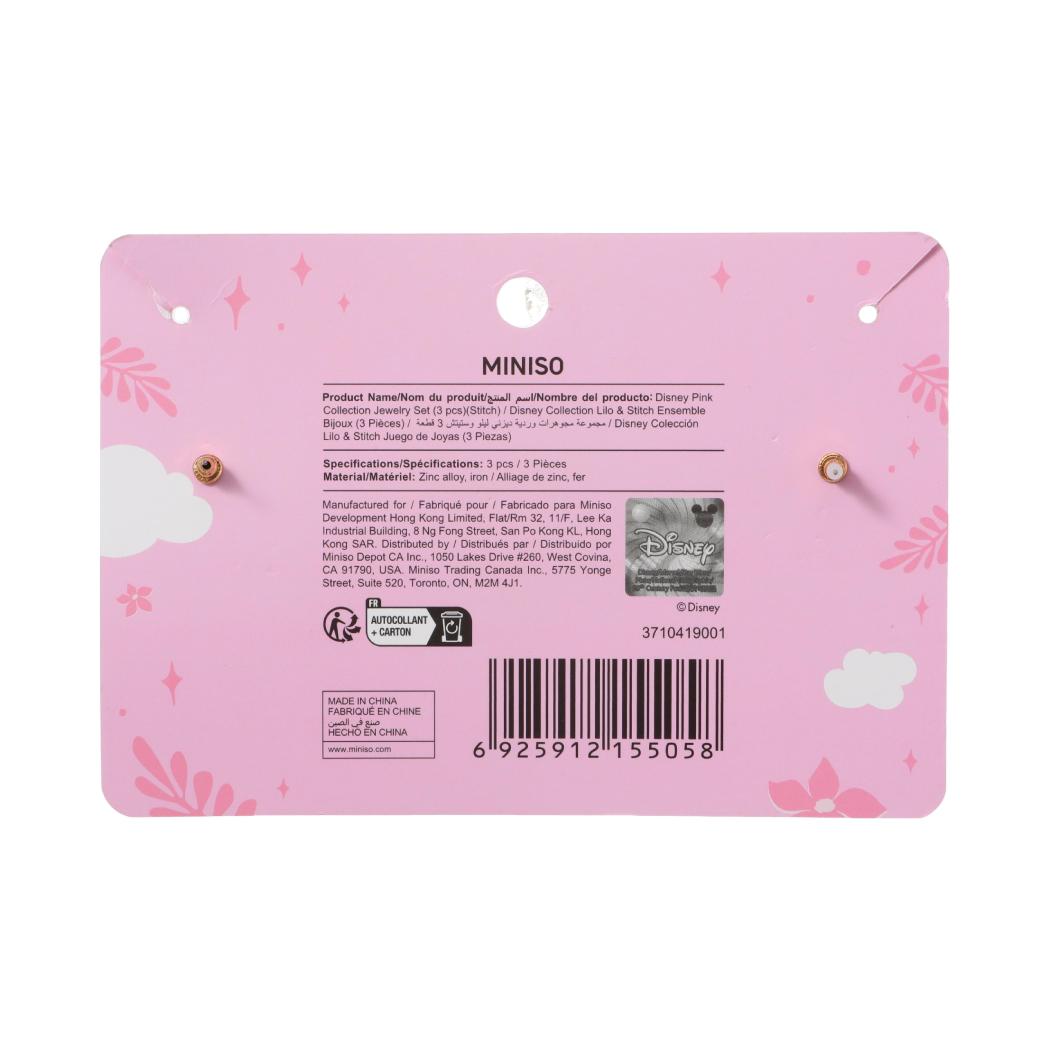 MINISO
Product Name/Nom du produit/اسم المنتج/Nombre del producto: Disney Pink
Collection Jewelry Set (3 pcs)(Stitch) / Disney Collection Lilo & Stitch Ensemble
Bijoux (3 Pièces) / مجموعة مجوهرات وردية ديزني ليلو وستيتش 3 قطعة / Disney Colección
Lilo & Stitch Juego de Joyas (3 Piezas)
Specifications/Spécifications: 3 pcs / 3 Pièces
Material/Matériel: Zinc alloy, iron / Alliage de zinc, fer
Manufactured for / Fabriqué pour / Fabricado para Miniso
Development Hong Kong Limited, Flat/Rm 32, 11/F, Lee Ka
Industrial Building, 8 Ng Fong Street, San Po Kong KL, Hong
Kong SAR. Distributed by / Distribués par / Distribuido por
Miniso Depot CA Inc., 1050 Lakes Drive #260, West Covina,
CA 91790, USA. Miniso Trading Canada Inc., 5775 Yonge
Street, Suite 520, Toronto, ON, M2M 4J1.
Disney
©Disney
FR
AUTOCOLLANT
+ CARTON
3710419001
MADE IN CHINA
FABRIQUÉ EN CHINE
صنع في الصين
HECHO EN CHINA
www.miniso.com
6 925912 155058